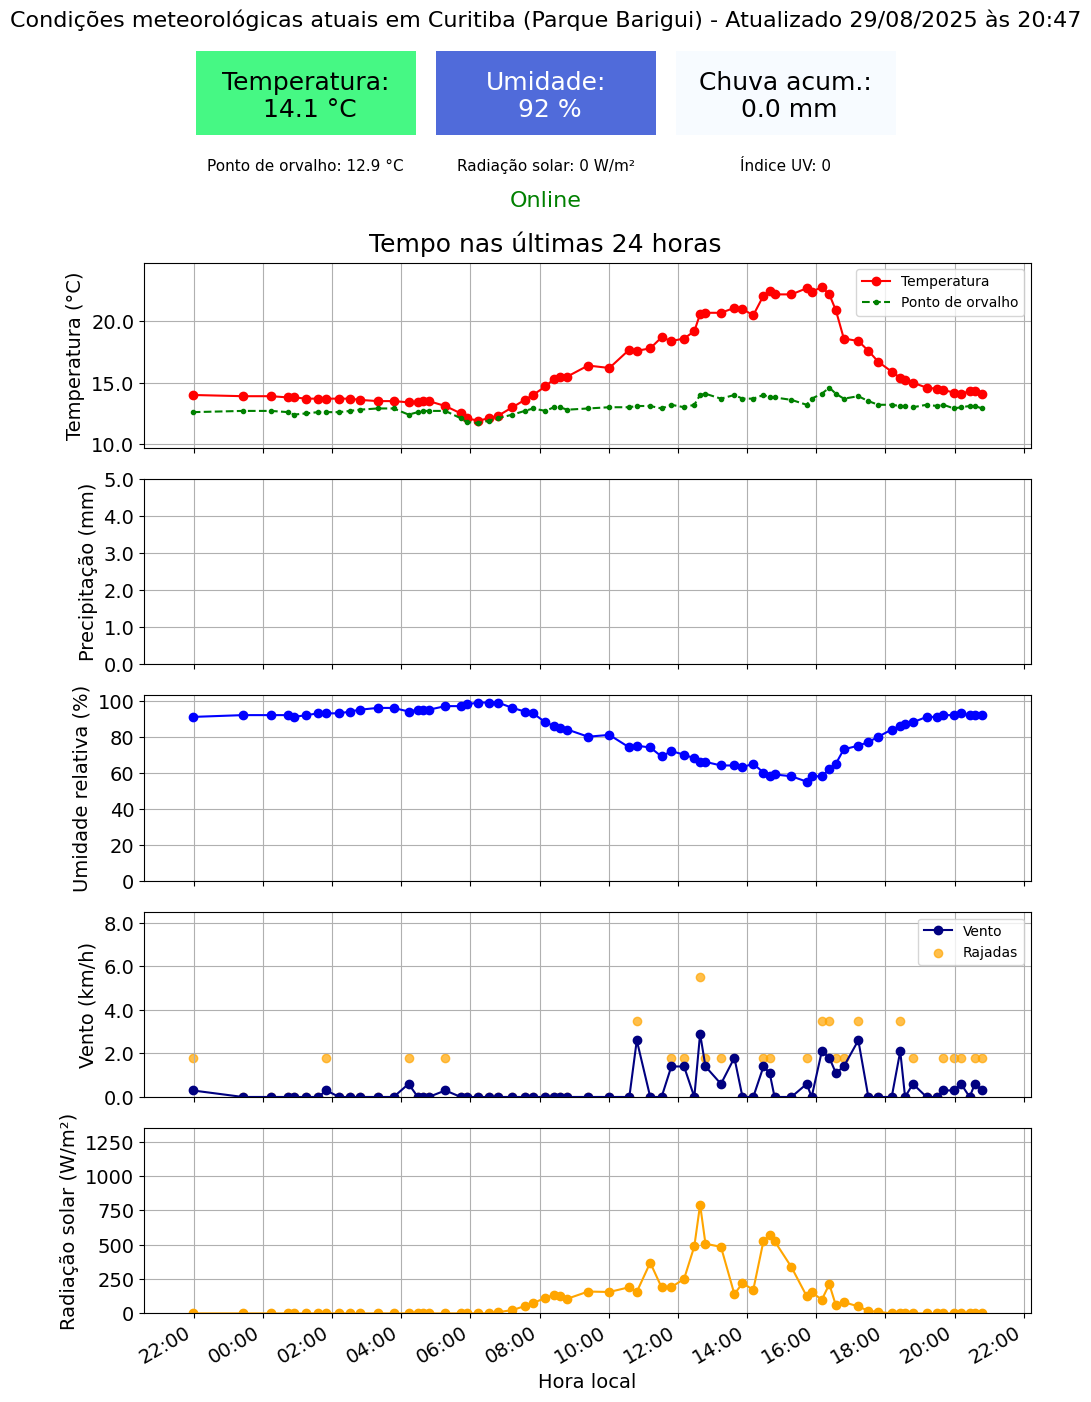 Condições meteorológicas atuais em Curitiba (Parque Barigui) - Atualizado 29/08/2025 às 20:47
Temperatura:
14.1 °C
Umidade:
92 %
Chuva acum.:
0.0 mm
Ponto de orvalho: 12.9 °C
Radiação solar: 0 W/m²
Índice UV: 0
Online
Tempo nas últimas 24 horas
Temperatura (°C)
20.0
15.0
10.0
Temperatura
Ponto de orvalho
Precipitação (mm)
5.0
4.0
3.0
2.0
1.0
0.0
Umidade relativa (%)
100
80
60
40
20
0
Vento (km/h)
8.0
6.0
4.0
2.0
0.0
Vento
Rajadas
Radiação solar (W/m²)
1250
1000
750
500
250
0
22:00
00:00
02:00
04:00
06:00
08:00
10:00
12:00
14:00
16:00
18:00
20:00
22:00
Hora local